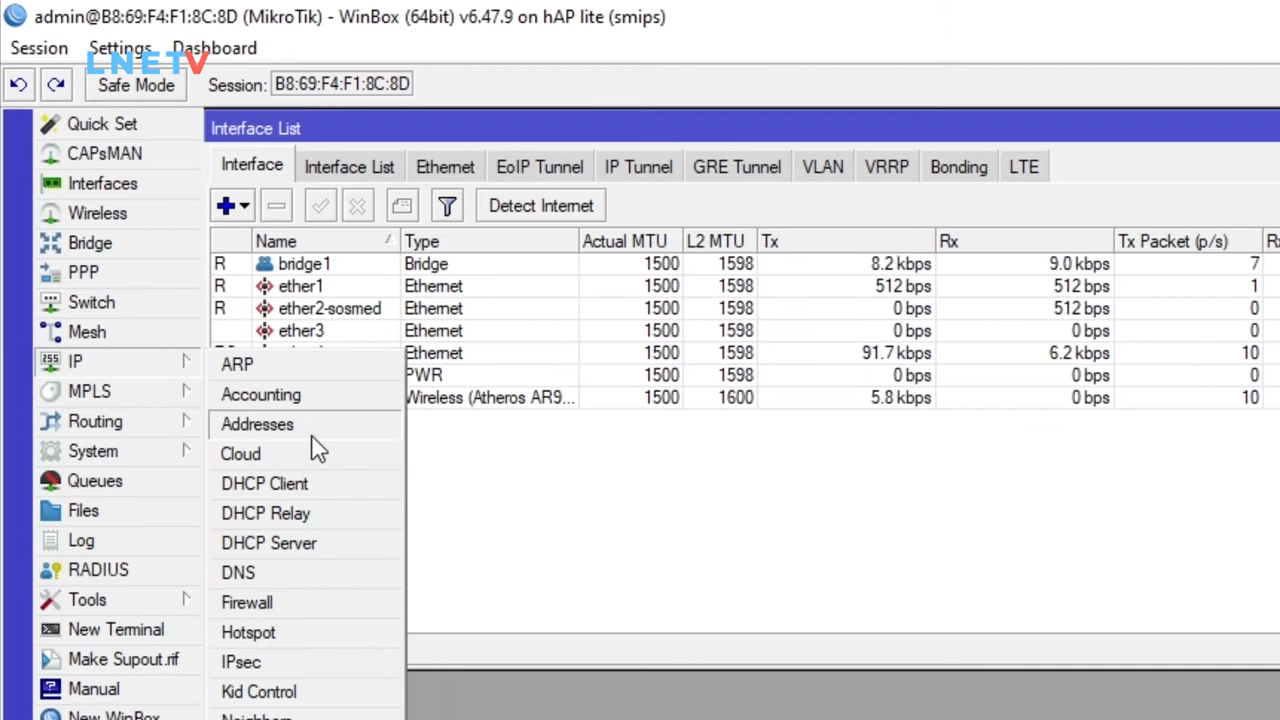 admin@B8:69:F4:F1:8C:8D (MikroTik) - WinBox (64bit) v6.47.9 on hAP lite (smips)
Session Settings Dashboard
LNETV
Safe Mode Session: B8:69:F4:F1:8C:8D
Quick Set
CAPsMAN
Interfaces
Wireless
Bridge
PPP
Switch
Mesh
255 IP
MPLS
Routing
System
Queues
Files
Log
RADIUS
Tools
New Terminal
Make Supout.rif
Manual
New WinBox
Interface List
Interface Interface List Ethernet EoIP Tunnel IP Tunnel GRE Tunnel VLAN VRRP Bonding LTE
Detect Internet
Name Type Actual MTU L2 MTU Tx Rx Tx Packet (p/s)
R bridge1 Bridge 1500 1598 8.2 kbps 9.0 kbps 7
R ether1 Ethernet 1500 1598 512 bps 512 bps 1
R ether2-sosmed Ethernet 1500 1598 0 bps 512 bps 0
ether3 Ethernet 1500 1598 0 bps 0 bps 0
Ethernet 1500 1598 91.7 kbps 6.2 kbps 10
PWR 1500 1598 0 bps 0 bps 0
Wireless (Atheros AR9... 1500 1600 5.8 kbps 0 bps 10
ARP
Accounting
Addresses
Cloud
DHCP Client
DHCP Relay
DHCP Server
DNS
Firewall
Hotspot
IPsec
Kid Control